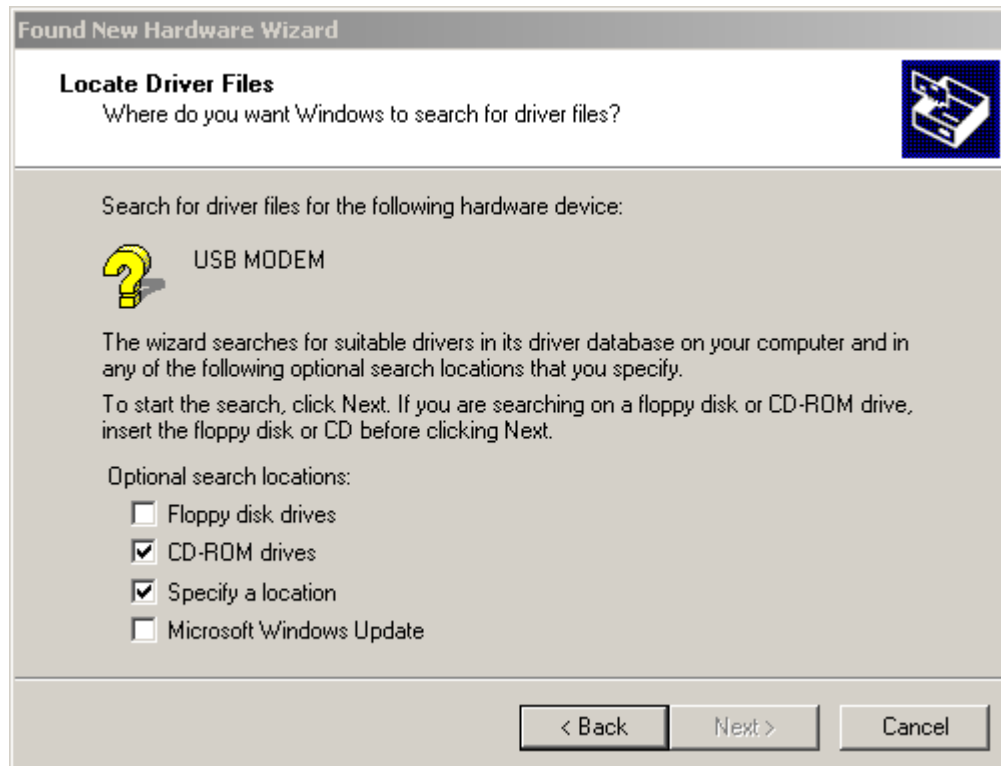 Found New Hardware Wizard
Locate Driver Files
Where do you want Windows to search for driver files?
Search for driver files for the following hardware device:
USB MODEM
The wizard searches for suitable drivers in its driver database on your computer and in
any of the following optional search locations that you specify.
To start the search, click Next. If you are searching on a floppy disk or CD-ROM drive,
insert the floppy disk or CD before clicking Next.
Optional search locations:
Floppy disk drives
CD-ROM drives
Specify a location
Microsoft Windows Update
< Back Next > Cancel